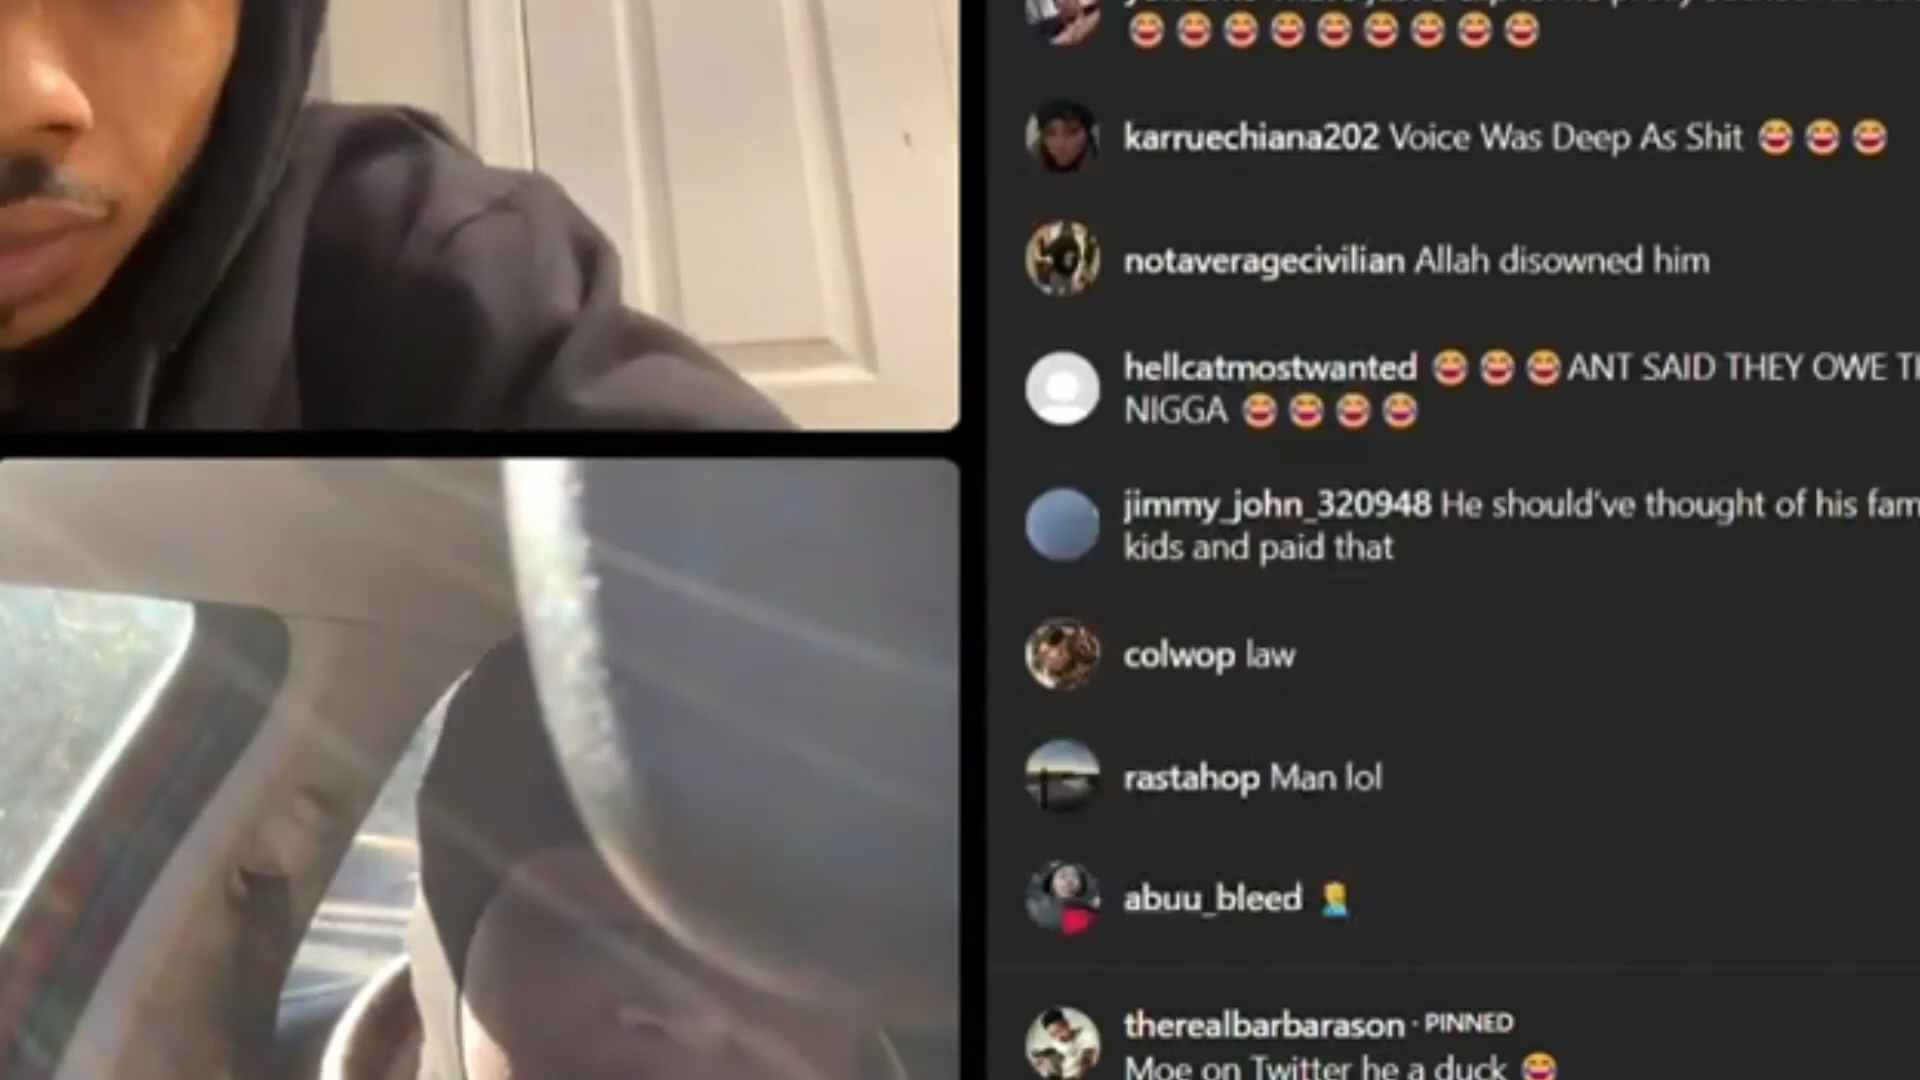 karruechiana202 Voice Was Deep As Shit 😂 😂 😂
notaveragecivilian Allah disowned him
hellcatmostwanted 😂 😂 😂 ANT SAID THEY OWE
NIGGA 😂 😂 😂 😂
jimmy_john_320948 He should've thought of his fam
kids and paid that
colwop law
rastahop Man lol
abuu_bleed 🤦
therealbarbarason · PINNED
Moe on Twitter he a duck 😂